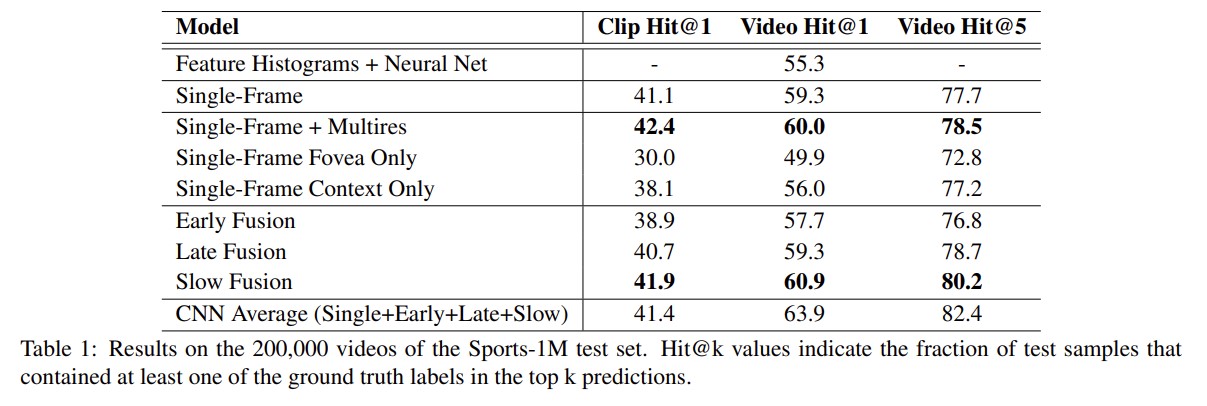 Model Clip Hit@1 Video Hit@1 Video Hit@5
Feature Histograms + Neural Net - 55.3 -
Single-Frame 41.1 59.3 77.7
Single-Frame + Multires 42.4 60.0 78.5
Single-Frame Fovea Only 30.0 49.9 72.8
Single-Frame Context Only 38.1 56.0 77.2
Early Fusion 38.9 57.7 76.8
Late Fusion 40.7 59.3 78.7
Slow Fusion 41.9 60.9 80.2
CNN Average (Single+Early+Late+Slow) 41.4 63.9 82.4
Table 1: Results on the 200,000 videos of the Sports-1M test set. Hit@k values indicate the fraction of test samples that
contained at least one of the ground truth labels in the top k predictions.